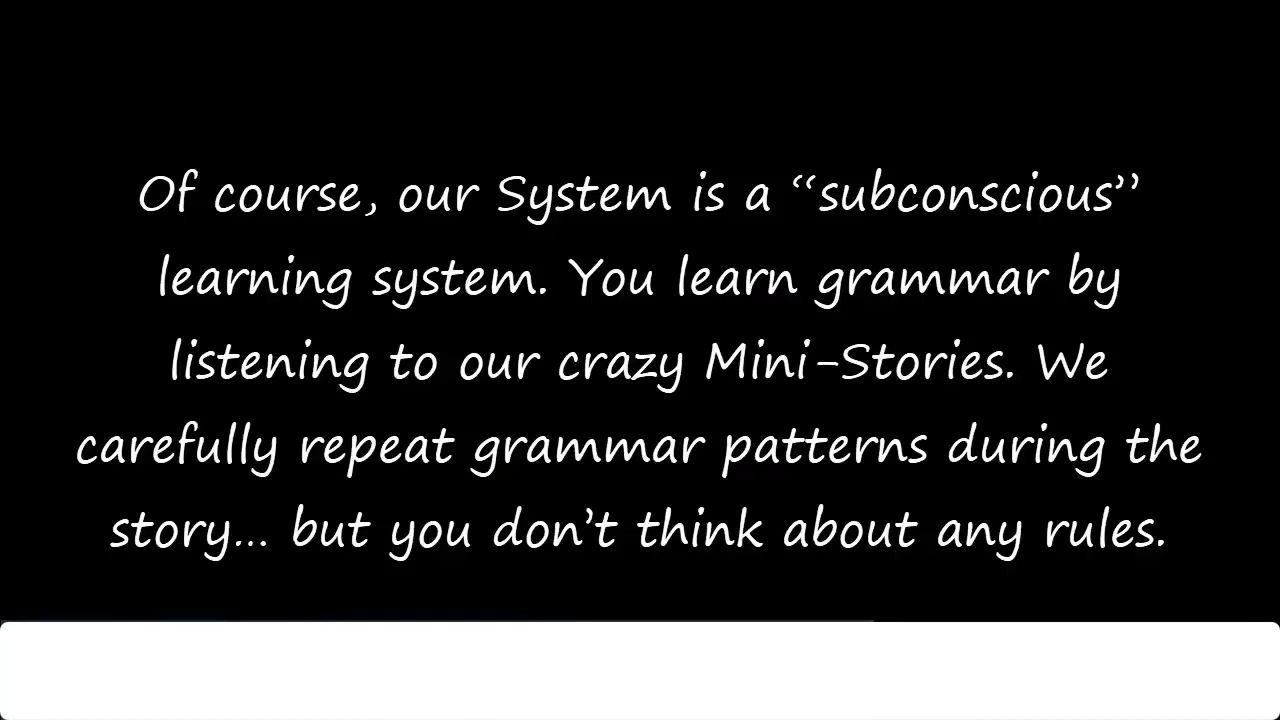 Of course, our System is a “subconscious”
learning system. You learn grammar by
listening to our crazy Mini-Stories. We
carefully repeat grammar patterns during the
story... but you don’t think about any rules.